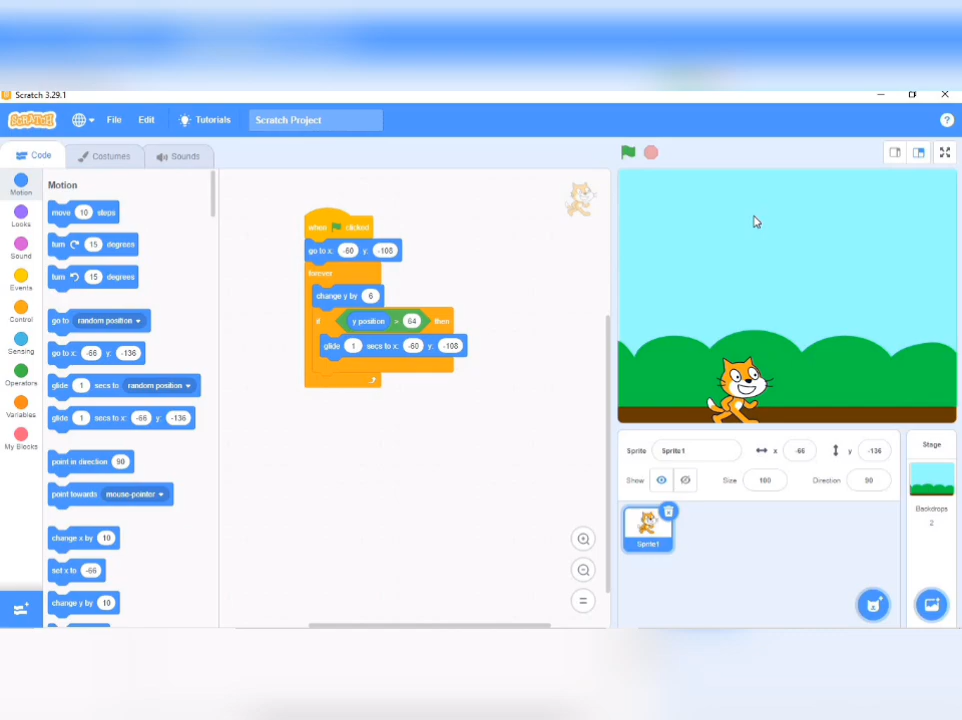 Scratch 3.29.1
SCRATCH File Edit Tutorials Scratch Project ?
Code Costumes Sounds
Motion
Looks
Sound
Events
Control
Sensing
Operators
Variables
My Blocks
Motion
move 10 steps
turn 15 degrees
turn 15 degrees
go to random position
go to x: -66 y: -136
glide 1 secs to random position
glide 1 secs to x: -66 y: -136
point in direction 90
point towards mouse-pointer
change x by 10
set x to -66
change y by 10
when clicked
go to x: -60 y: -108
forever
change y by 6
if y position > 64 then
glide 1 secs to x: -60 y: -108
Sprite Sprite1 x -66 y -136
Show Size 100 Direction 90
Sprite1
Stage
Backdrops
2